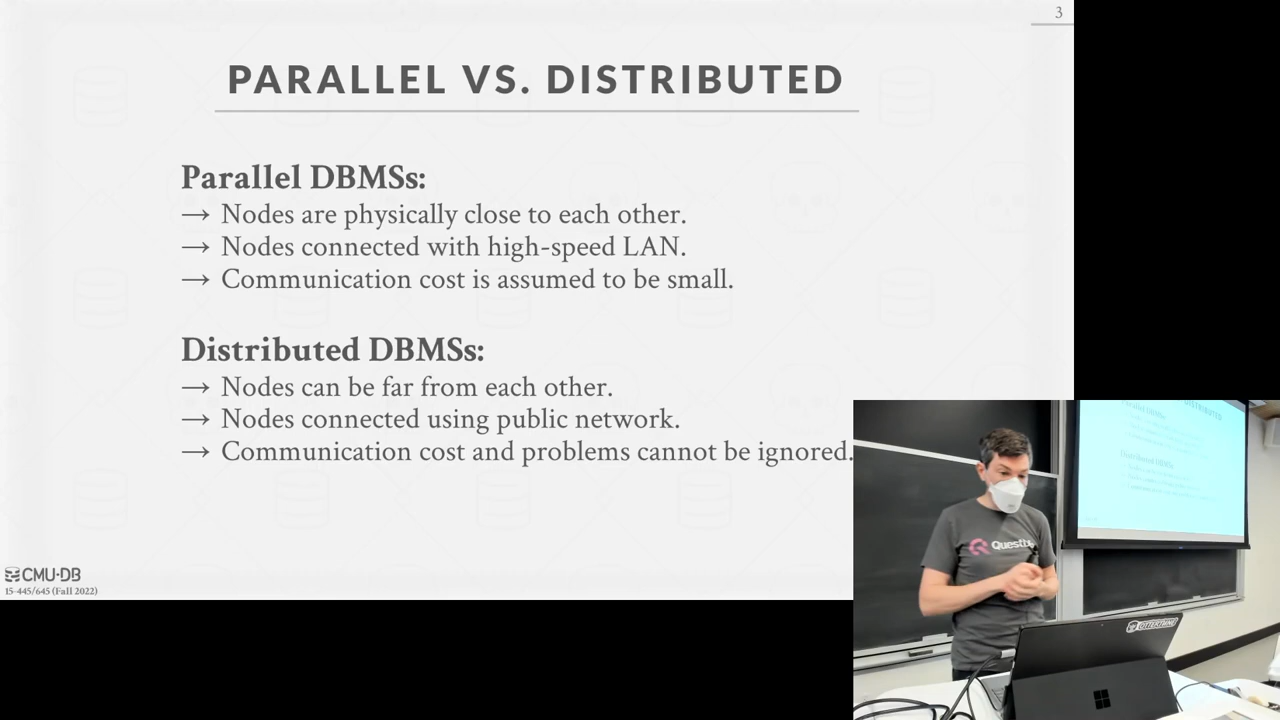 3
PARALLEL VS. DISTRIBUTED
Parallel DBMSs:
→ Nodes are physically close to each other.
→ Nodes connected with high-speed LAN.
→ Communication cost is assumed to be small.
Distributed DBMSs:
→ Nodes can be far from each other.
→ Nodes connected using public network.
→ Communication cost and problems cannot be ignored.
CMU·DB
15-445/645 (Fall 2022)